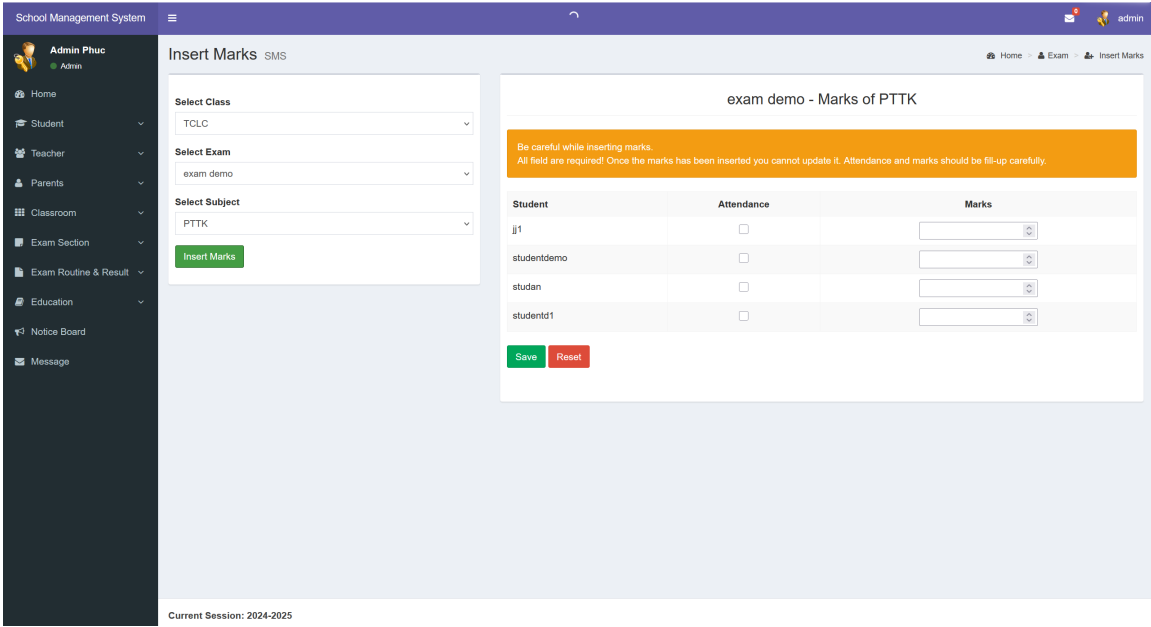 School Management System
0
admin
Admin Phuc
Admin
Home
Student
Teacher
Parents
Classroom
Exam Section
Exam Routine & Result
Education
Notice Board
Message
Insert Marks SMS
Home > Exam > Insert Marks
Select Class
TCLC
Select Exam
exam demo
Select Subject
PTTK
Insert Marks
exam demo - Marks of PTTK
Be careful while inserting marks.
All field are required! Once the marks has been inserted you cannot update it. Attendance and marks should be fill-up carefully.
Student Attendance Marks
jj1
studentdemo
studan
studentd1
Save Reset
Current Session: 2024-2025